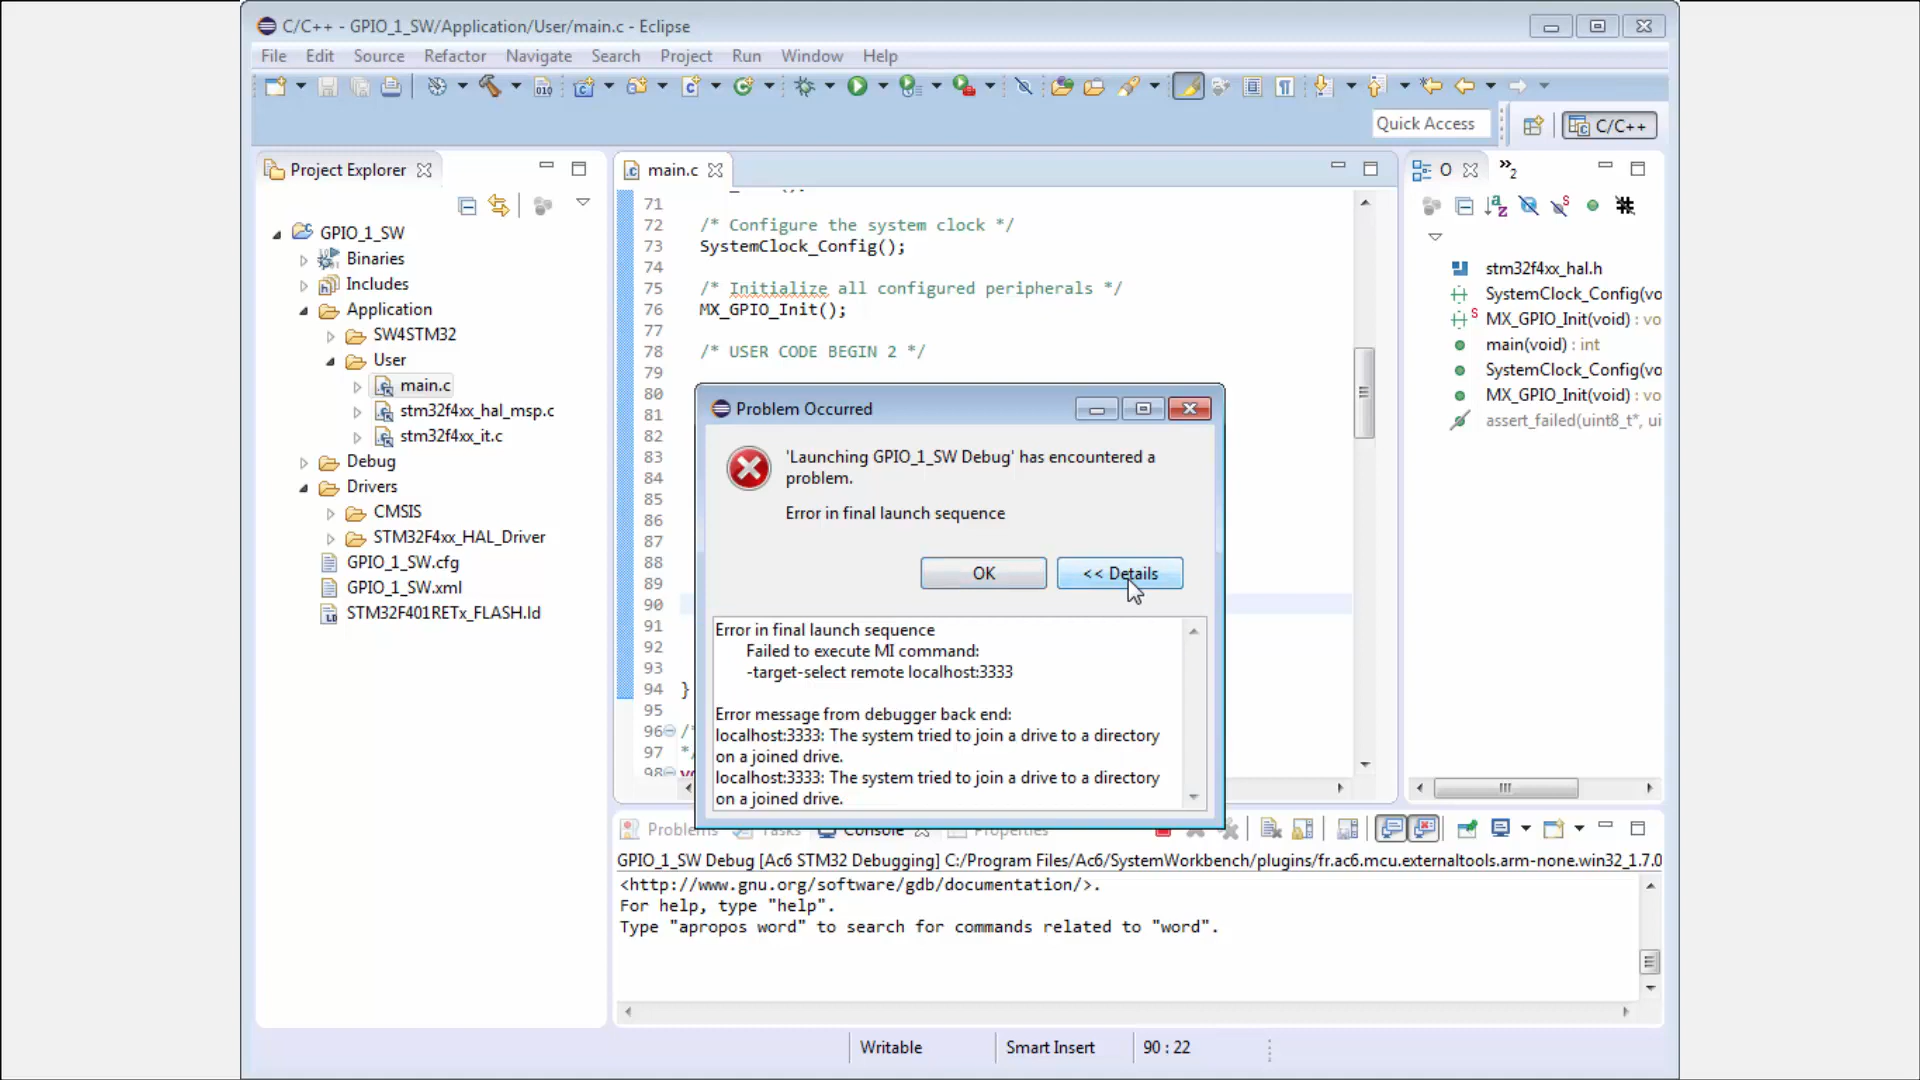 C/C++ - GPIO_1_SW/Application/User/main.c - Eclipse
File Edit Source Refactor Navigate Search Project Run Window Help
Quick Access
C/C++
Project Explorer
GPIO_1_SW
Binaries
Includes
Application
SW4STM32
User
main.c
stm32f4xx_hal_msp.c
stm32f4xx_it.c
Debug
Drivers
CMSIS
STM32F4xx_HAL_Driver
GPIO_1_SW.cfg
GPIO_1_SW.xml
STM32F401RETx_FLASH.ld
main.c
71
72 /* Configure the system clock */
73 SystemClock_Config();
74
75 /* Initialize all configured peripherals */
76 MX_GPIO_Init();
77
78 /* USER CODE BEGIN 2 */
79
80
81
82
83
84
85
86
87
88
89
90
91
92
93
94 }
95
96 /*
97 *
98
Problem Occurred
'Launching GPIO_1_SW Debug' has encountered a
problem.
Error in final launch sequence
OK
<< Details
Error in final launch sequence
Failed to execute MI command:
-target-select remote localhost:3333
Error message from debugger back end:
localhost:3333: The system tried to join a drive to a directory
on a joined drive.
localhost:3333: The system tried to join a drive to a directory
on a joined drive.
O
2
stm32f4xx_hal.h
SystemClock_Config(vo
MX_GPIO_Init(void) : vo
main(void) : int
SystemClock_Config(vo
MX_GPIO_Init(void) : vo
assert_failed(uint8_t*, ui
Problems Tasks Console Properties
GPIO_1_SW Debug [Ac6 STM32 Debugging] C:/Program Files/Ac6/SystemWorkbench/plugins/fr.ac6.mcu.externaltools.arm-none.win32_1.7.0
<http://www.gnu.org/software/gdb/documentation/>.
For help, type "help".
Type "apropos word" to search for commands related to "word".
Writable Smart Insert 90 : 22